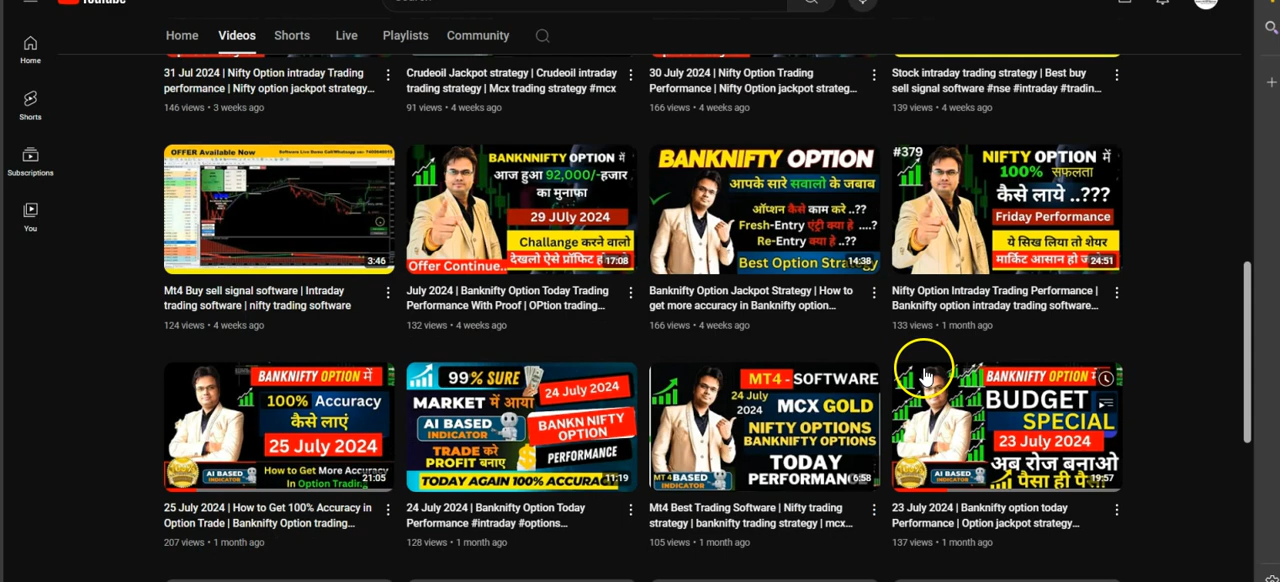 YouTube
Search
Home
Videos
Shorts
Live
Playlists
Community
Home
Shorts
Subscriptions
You
31 Jul 2024 | Nifty Option intraday Trading
performance | Nifty option jackpot strategy...
146 views • 3 weeks ago
Crudeoil Jackpot strategy | Crudeoil intraday
trading strategy | Mcx trading strategy #mcx
91 views • 4 weeks ago
30 July 2024 | Nifty Option Trading
Performance | Nifty Option jackpot strateg...
166 views • 4 weeks ago
Stock intraday trading strategy | Best buy
sell signal software #nse #intraday #tradin...
139 views • 4 weeks ago
OFFER Available Now
3:46
Mt4 Buy sell signal software | Intraday
trading software | nifty trading software
124 views • 4 weeks ago
BANKNNIFTY OPTION में
आज हुआ 92,000/-हजार
का मुनाफा
29 JUly 2024
Challange करने वालो
देखलो ऐसे प्रॉफिट
Offer Continue..
17:08
July 2024 | Banknifty Option Today Trading
Performance With Proof | OPtion trading...
132 views • 4 weeks ago
BANKNIFTY OPTION
आपके सारे सवालो के जबाब
ऑप्शन कैसे काम करे ..??
Fresh-Entry एंट्री क्या है ....?
Re-Entry क्या है ..??
Best Option Strategy
14:38
Banknifty Option Jackpot Strategy | How to
get more accuracy in Banknifty option...
166 views • 4 weeks ago
#379
NIFTY OPTION में
100% सफलता
कैसे लाये ..???
Friday Performance
ये सिख लिया तो शेयर
मार्किट आसान हो
24:51
Nifty Option Intraday Trading Performance |
Banknifty option intraday trading software...
133 views • 1 month ago
BANKNIFTY OPTION में
100% Accuracy
कैसे लाएं
25 July 2024
AI BASED
INDICATOR
How to Get More Accuracy
In Option Trading
21:05
25 July 2024 | How to Get 100% Accuracy in
Option Trade | Banknifty Option trading...
207 views • 1 month ago
99% SURE
24 July 2024
MARKET में आया
AI BASED
INDICATOR
BANKN NIFTY
OPTION
TRADE करे
PROFIT बनाए
PERFORMANCE
TODAY AGAIN 100% ACCURAC
11:19
24 July 2024 | Banknifty Option Today
Performance #intraday #options...
128 views • 1 month ago
MT4 - SOFTWARE
24 July
2024
MCX GOLD
NIFTY OPTIONS
BANKNIFTY OPTIONS
TODAY
PERFORMAN
MT4 BASED
INDICATOR
6:58
Mt4 Best Trading Software | Nifty trading
strategy | banknifty trading strategy | mcx...
105 views • 1 month ago
BANKNIFTY OPTION
BUDGET
SPECIAL
23 July 2024
अब रोज बनाओ
पैसा ही
AI BASED
INDICATOR
19:57
23 July 2024 | Banknifty option today
Performance | Option jackpot strategy...
137 views • 1 month ago